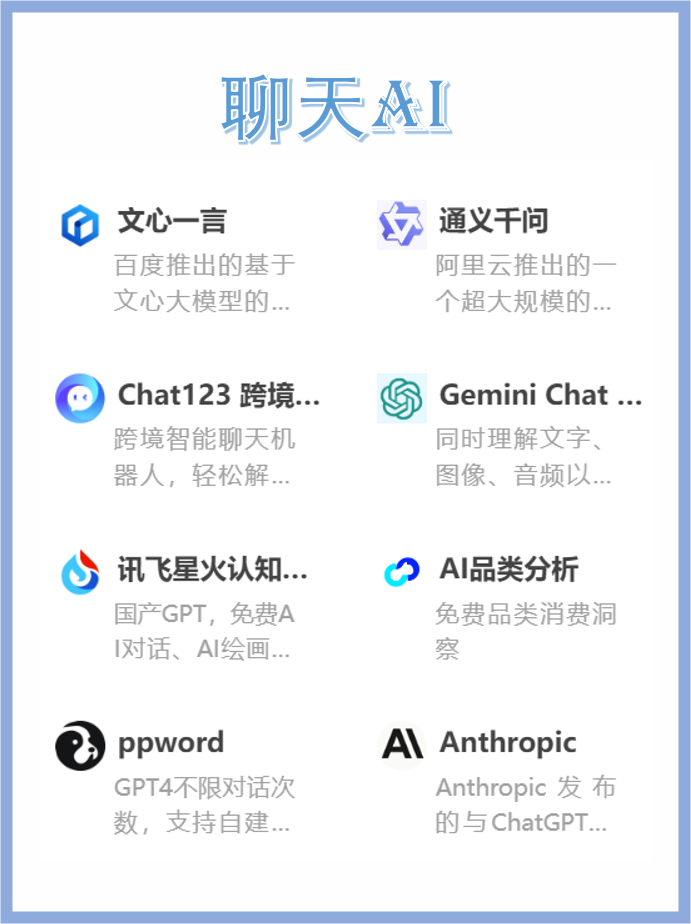 聊天AI
文心一言
百度推出的基于
文心大模型的...
通义千问
阿里云推出的一
个超大规模的...
Chat123 跨境...
跨境智能聊天机
器人，轻松解...
Gemini Chat ...
同时理解文字、
图像、音频以...
讯飞星火认知...
国产GPT，免费A
I对话、AI绘画...
AI品类分析
免费品类消费洞
察
ppword
GPT4不限对话次
数，支持自建...
Anthropic
Anthropic 发 布
的与ChatGPT...